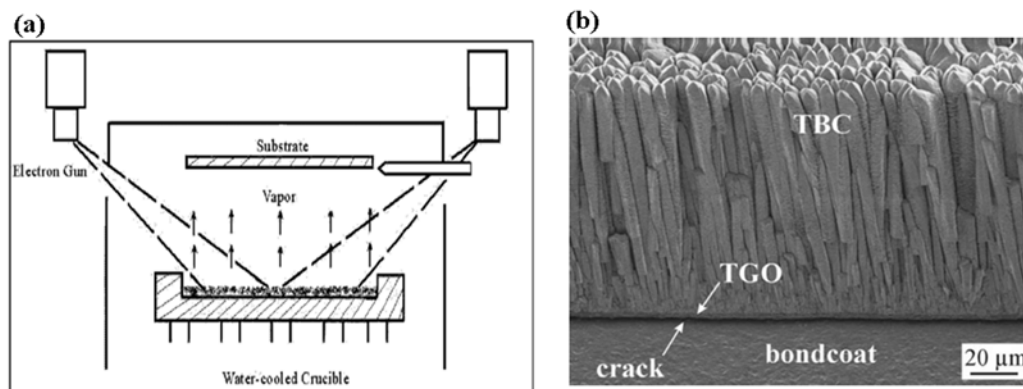 (a)
Electron Gun
Substrate
Vapor
Water-cooled Crucible
(b)
TBC
TGO
crack
bondcoat
20 μm